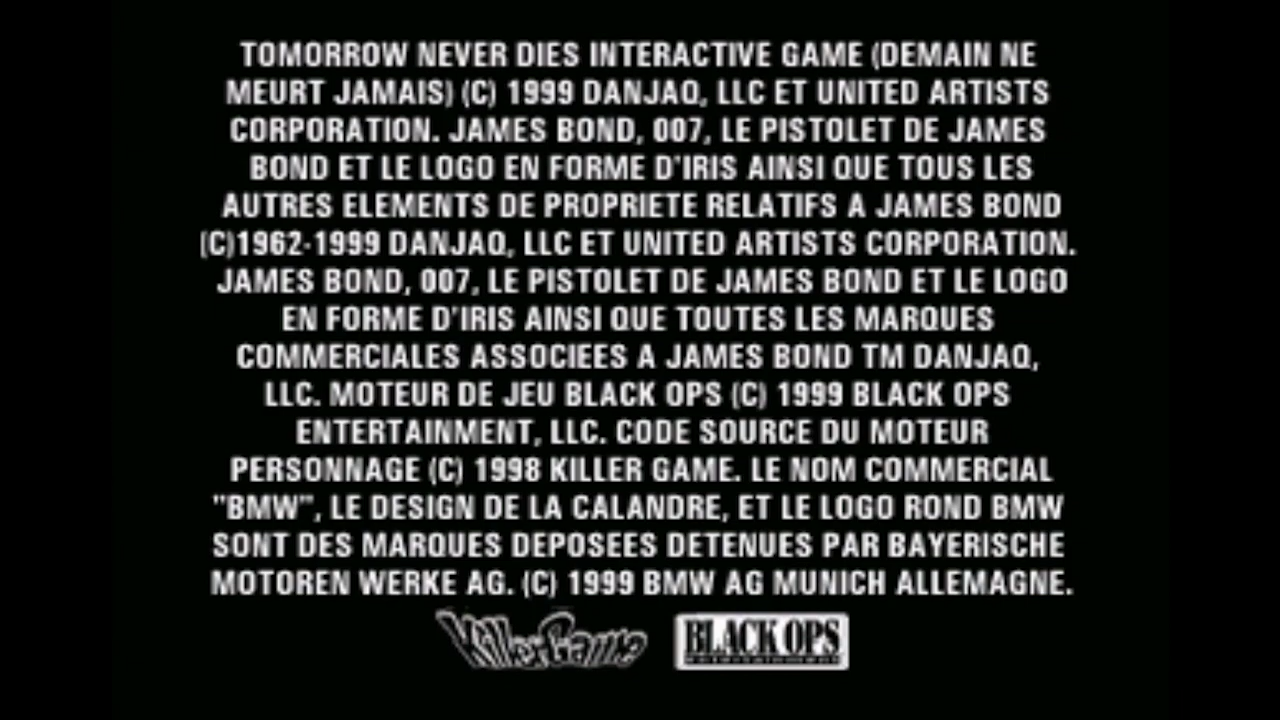 TOMORROW NEVER DIES INTERACTIVE GAME (DEMAIN NE
MEURT JAMAIS) (C) 1999 DANJAQ, LLC ET UNITED ARTISTS
CORPORATION. JAMES BOND, 007, LE PISTOLET DE JAMES
BOND ET LE LOGO EN FORME D'IRIS AINSI QUE TOUS LES
AUTRES ELEMENTS DE PROPRIETE RELATIFS A JAMES BOND
(C)1962-1999 DANJAQ, LLC ET UNITED ARTISTS CORPORATION.
JAMES BOND, 007, LE PISTOLET DE JAMES BOND ET LE LOGO
EN FORME D'IRIS AINSI QUE TOUTES LES MARQUES
COMMERCIALES ASSOCIEES A JAMES BOND TM DANJAQ,
LLC. MOTEUR DE JEU BLACK OPS (C) 1999 BLACK OPS
ENTERTAINMENT, LLC. CODE SOURCE DU MOTEUR
PERSONNAGE (C) 1998 KILLER GAME. LE NOM COMMERCIAL
"BMW", LE DESIGN DE LA CALANDRE, ET LE LOGO ROND BMW
SONT DES MARQUES DEPOSEES DETENUES PAR BAYERISCHE
MOTOREN WERKE AG. (C) 1999 BMW AG MUNICH ALLEMAGNE.
Killer Game BLACK OPS
entertainment